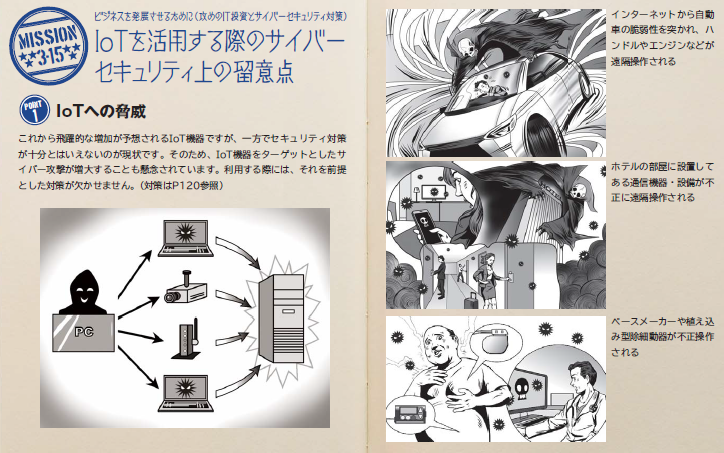 MISSION
3-15
ビジネスを発展させるために(攻めのIT投資とサイバーセキュリティ対策)
IoTを活用する際のサイバー
セキュリティ上の留意点
POINT
1
IoTへの脅威
これから飛躍的な増加が予想されるIoT機器ですが、一方でセキュリティ対策
が十分とはいえないのが現状です。そのため、IoT機器をターゲットとしたサ
イバー攻撃が増大することも懸念されています。利用する際には、それを前提
とした対策が欠かせません。(対策はP120参照)
PC
インターネットから自動
車の脆弱性を突かれ、ハ
ンドルやエンジンなどが
遠隔操作される
ホテルの部屋に設置して
ある通信機器・設備が不
正に遠隔操作される
ペースメーカーや植え込
み型除細動器が不正操作
される